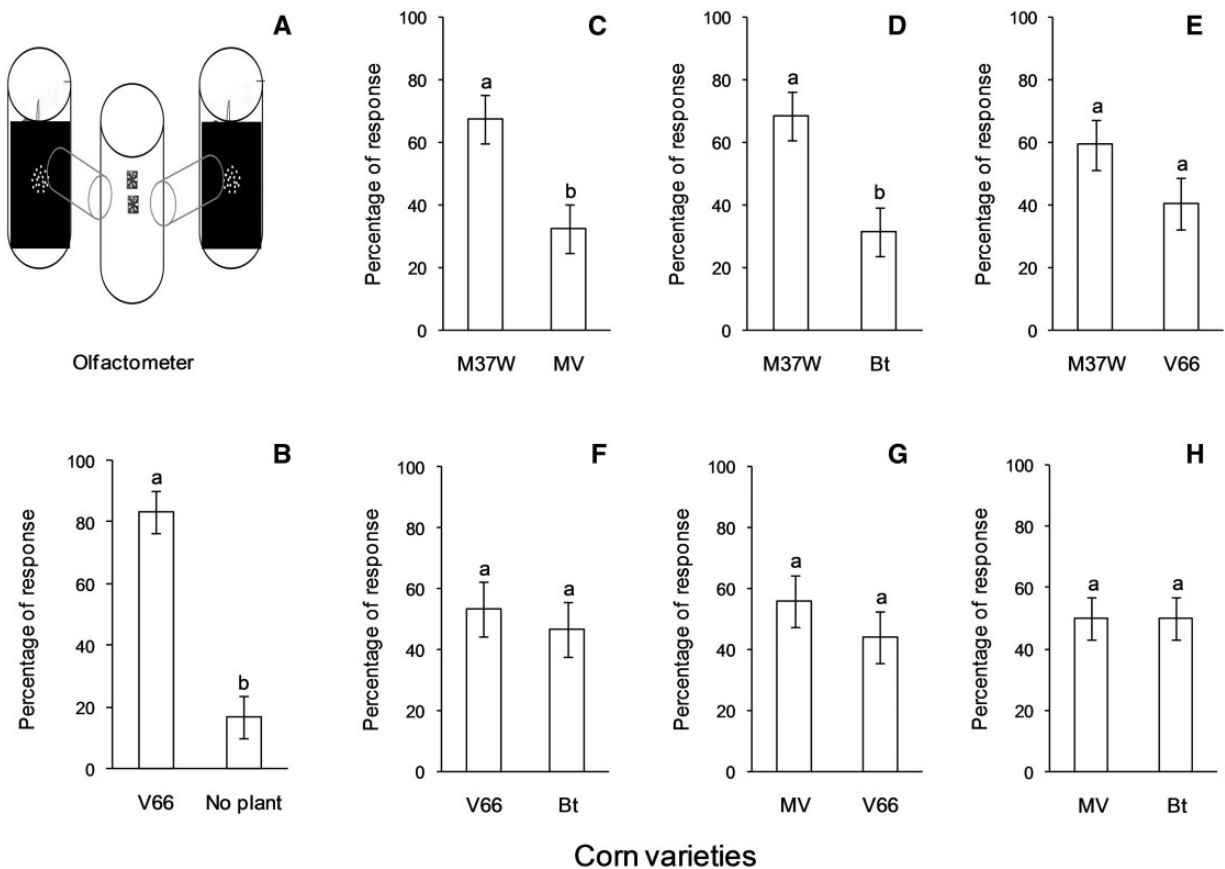 A
Olfactometer
B
Percentage of response
100
80
60
40
20
0
a
b
V66 No plant
C
Percentage of response
100
80
60
40
20
0
a
b
M37W MV
D
Percentage of response
100
80
60
40
20
0
a
b
M37W Bt
E
Percentage of response
100
80
60
40
20
0
a
a
M37W V66
F
Percentage of response
100
80
60
40
20
0
a
a
V66 Bt
G
Percentage of response
100
80
60
40
20
0
a
a
MV V66
H
Percentage of response
100
80
60
40
20
0
a
a
MV Bt
Corn varieties